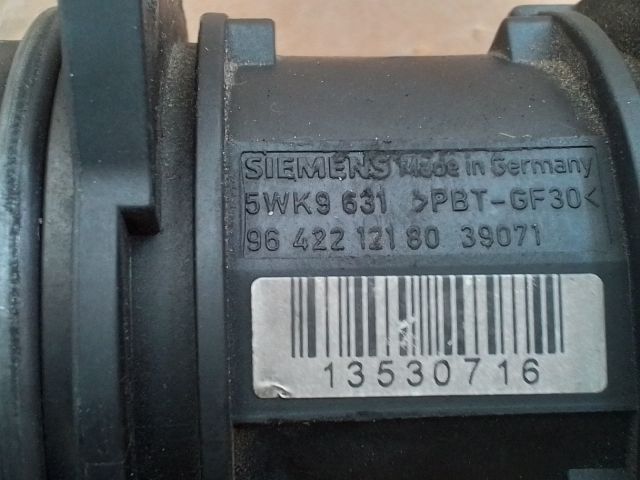 SIEMENS Made in Germany
5WK9 631 >PBT-GF30<
96 422 121 80 39071
13530716